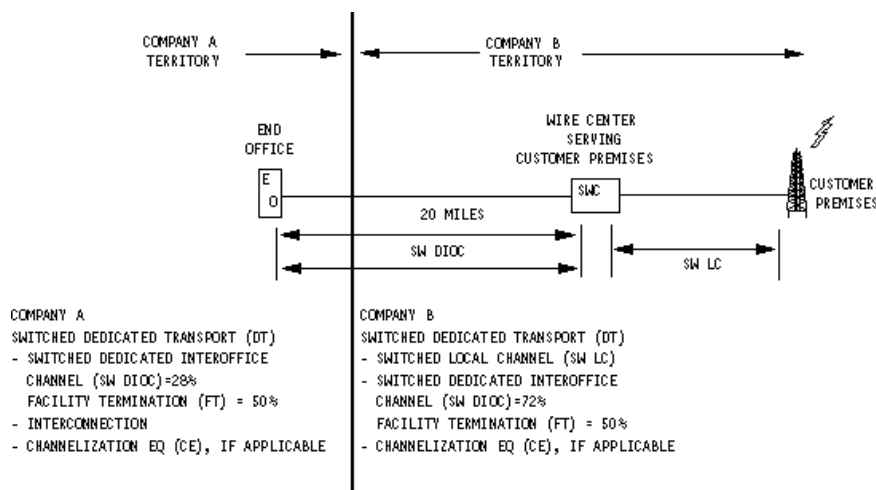 COMPANY A
TERRITORY
COMPANY B
TERRITORY
END
OFFICE
WIRE CENTER
SERVING
CUSTOMER PREMISES
E
O
SWC
CUSTOMER
PREMISES
20 MILES
SW DIOC
SW LC
COMPANY A
SWITCHED DEDICATED TRANSPORT (DT)
- SWITCHED DEDICATED INTEROFFICE
CHANNEL (SW DIOC)=28%
FACILITY TERMINATION (FT) = 50%
- INTERCONNECTION
- CHANNELIZATION EQ (CE), IF APPLICABLE
COMPANY B
SWITCHED DEDICATED TRANSPORT (DT)
- SWITCHED LOCAL CHANNEL (SW LC)
- SWITCHED DEDICATED INTEROFFICE
CHANNEL (SW DIOC)=72%
FACILITY TERMINATION (FT) = 50%
- CHANNELIZATION EQ (CE), IF APPLICABLE